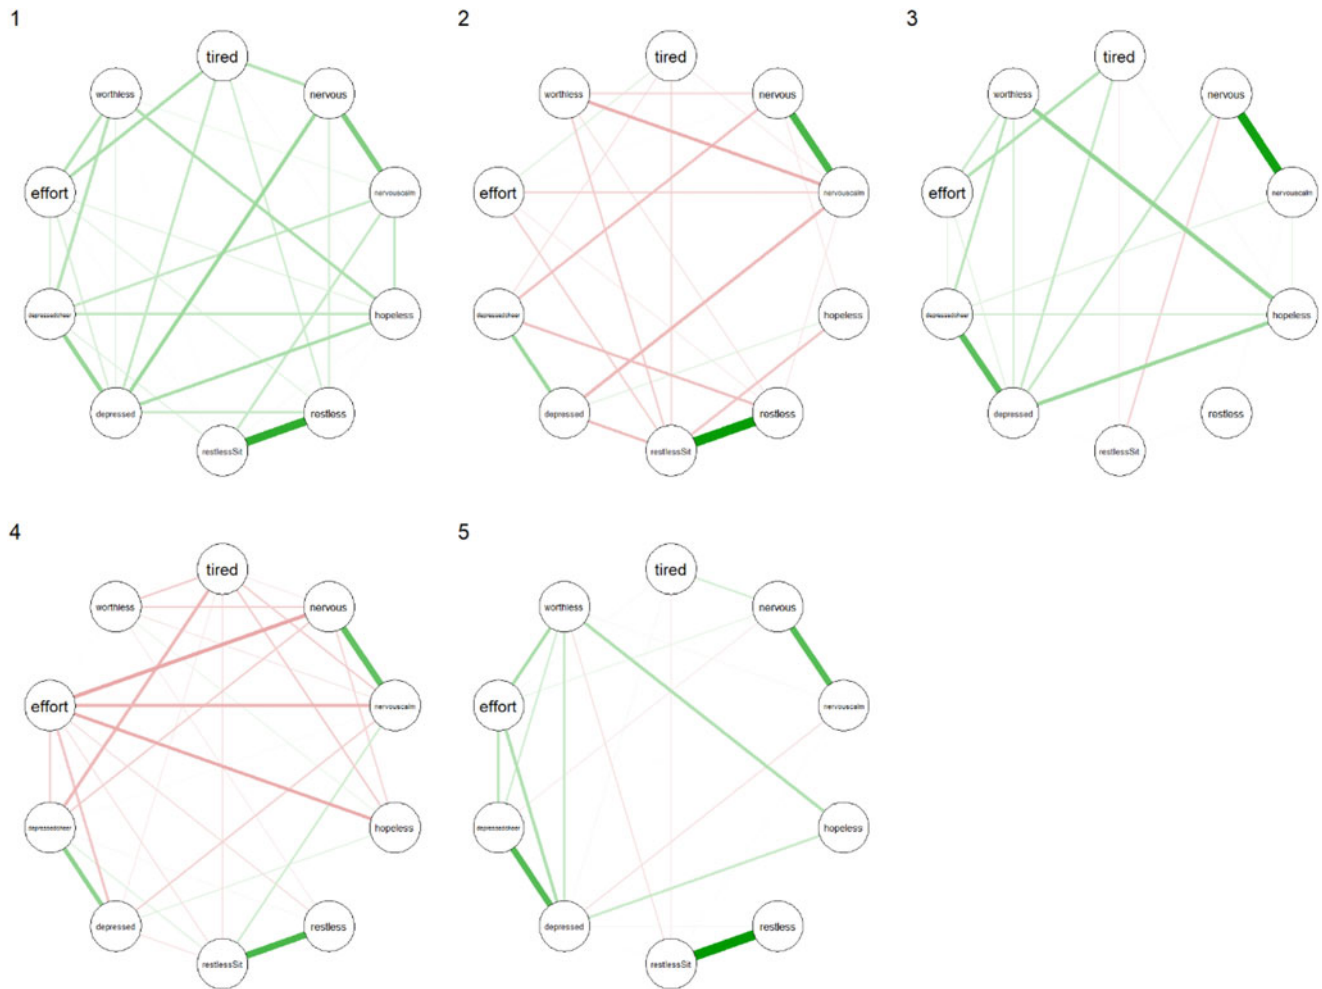 1
tired
worthless
nervous
effort
nervouscalm
depressedcheer
hopeless
depressed
restless
restlessSit
2
tired
worthless
nervous
effort
nervouscalm
depressedcheer
hopeless
depressed
restless
restlessSit
3
tired
worthless
nervous
effort
nervouscalm
depressedcheer
hopeless
depressed
restless
restlessSit
4
tired
worthless
nervous
effort
nervouscalm
depressedcheer
hopeless
depressed
restless
restlessSit
5
tired
worthless
nervous
effort
nervouscalm
depressedcheer
hopeless
depressed
restless
restlessSit